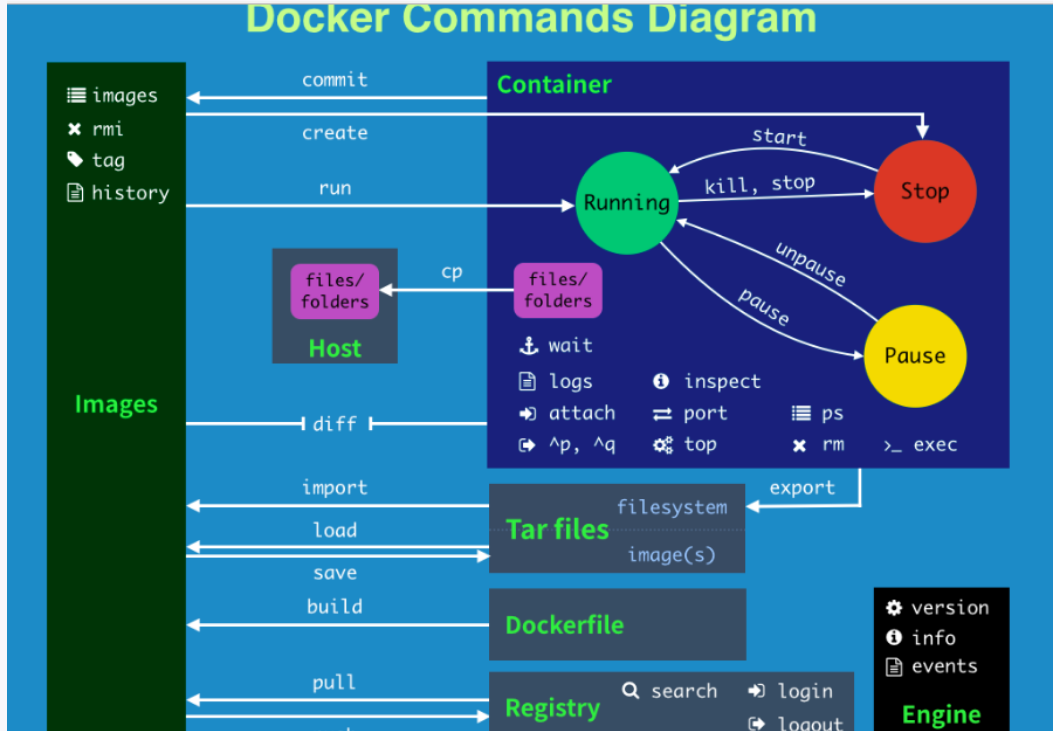 Docker Commands Diagram
images
rmi
tag
history
Images
commit
create
run
Container
start
Running
kill, stop
Stop
unpause
pause
Pause
files/
folders
Host
cp
files/
folders
wait
logs
inspect
attach
port
ps
^p, ^q
top
rm
>_ exec
diff
import
load
save
export
filesystem
Tar files
image(s)
build
Dockerfile
pull
Registry
search
login
logout
version
info
events
Engine